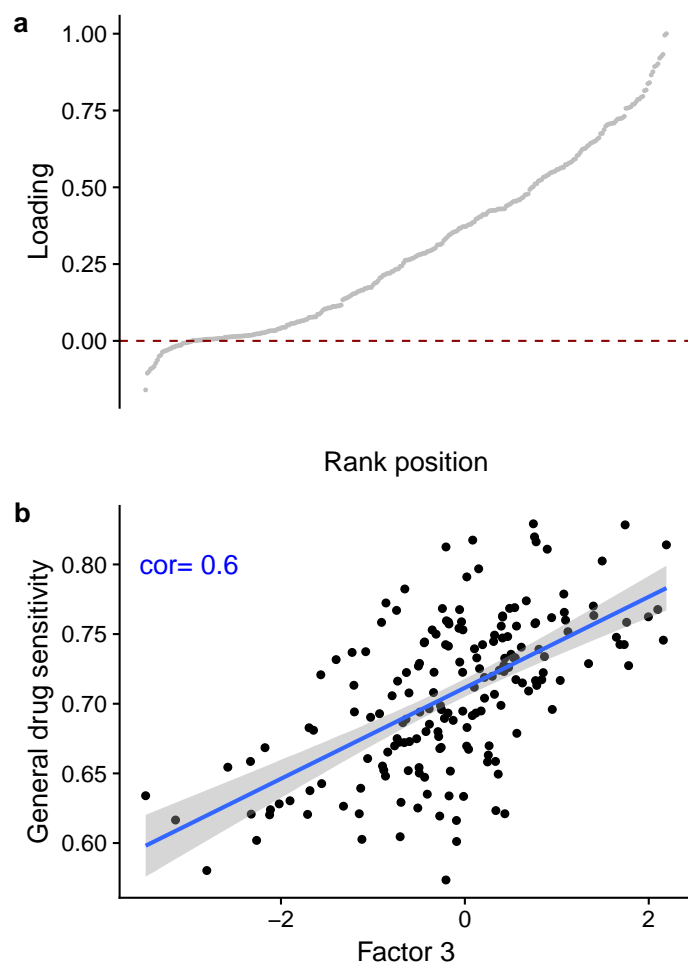 a
1.00
0.75
0.50
0.25
0.00
Loading
Rank position
b
cor= 0.6
0.80
0.75
0.70
0.65
0.60
General drug sensitivity
−2 0 2
Factor 3